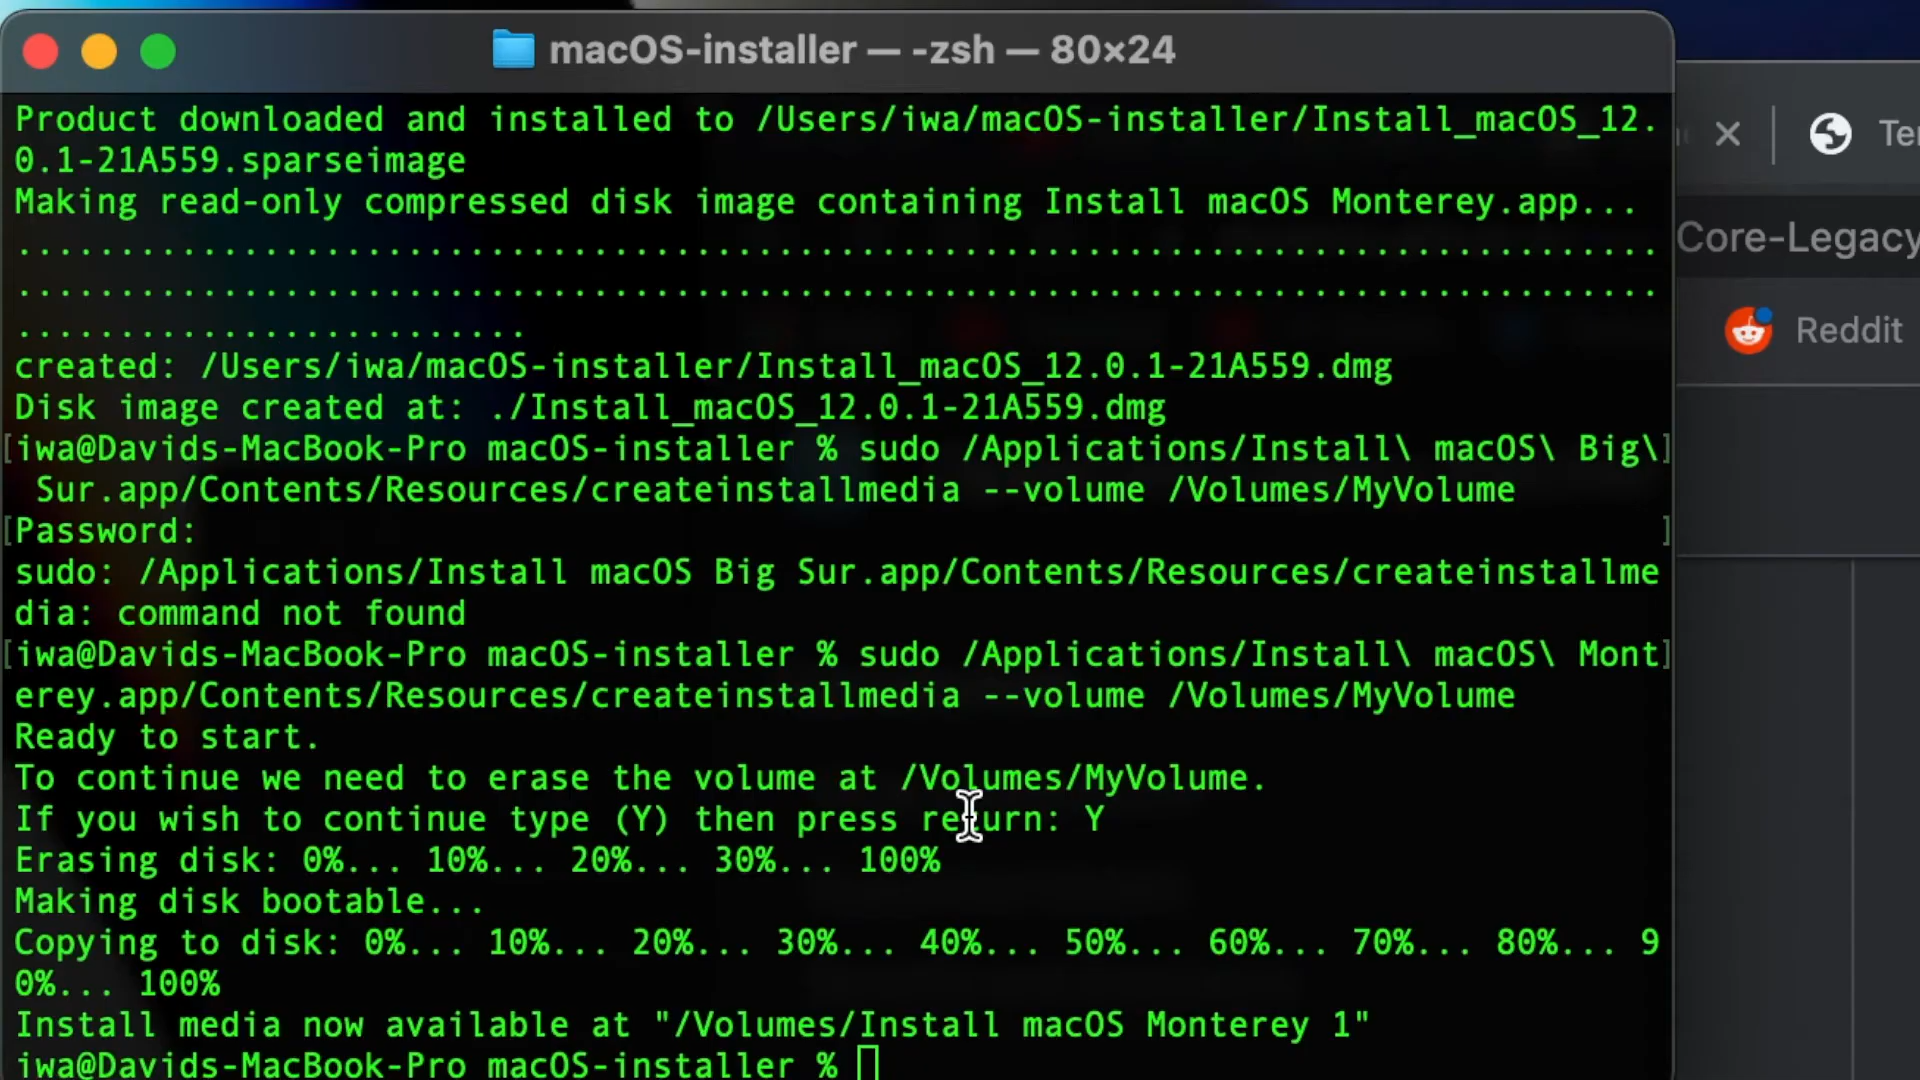 macOS-installer — -zsh — 80×24
Product downloaded and installed to /Users/iwa/macOS-installer/Install_macOS_12.
0.1-21A559.sparseimage
Making read-only compressed disk image containing Install macOS Monterey.app...
................................................................................
................................................................................
.........................
created: /Users/iwa/macOS-installer/Install_macOS_12.0.1-21A559.dmg
Disk image created at: ./Install_macOS_12.0.1-21A559.dmg
[iwa@Davids-MacBook-Pro macOS-installer % sudo /Applications/Install\ macOS\ Big\]
 Sur.app/Contents/Resources/createinstallmedia --volume /Volumes/MyVolume
[Password: ]
sudo: /Applications/Install macOS Big Sur.app/Contents/Resources/createinstallme
dia: command not found
[iwa@Davids-MacBook-Pro macOS-installer % sudo /Applications/Install\ macOS\ Mont]
erey.app/Contents/Resources/createinstallmedia --volume /Volumes/MyVolume
Ready to start.
To continue we need to erase the volume at /Volumes/MyVolume.
If you wish to continue type (Y) then press return: Y
Erasing disk: 0%... 10%... 20%... 30%... 100%
Making disk bootable...
Copying to disk: 0%... 10%... 20%... 30%... 40%... 50%... 60%... 70%... 80%... 9
0%... 100%
Install media now available at "/Volumes/Install macOS Monterey 1"
iwa@Davids-MacBook-Pro macOS-installer %
Core-Legacy
Reddit